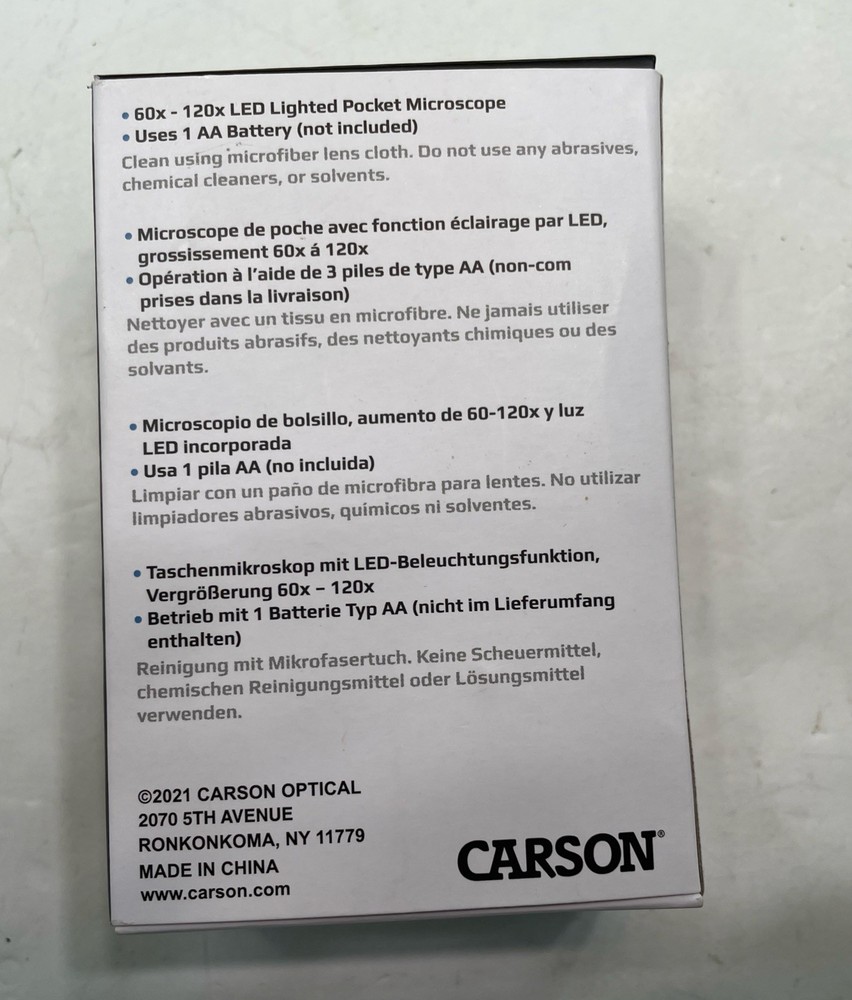 • 60x - 120x LED Lighted Pocket Microscope
• Uses 1 AA Battery (not included)
Clean using microfiber lens cloth. Do not use any abrasives,
chemical cleaners, or solvents.
• Microscope de poche avec fonction éclairage par LED,
grossissement 60x á 120x
• Opération à l'aide de 3 piles de type AA (non-com
prises dans la livraison)
Nettoyer avec un tissu en microfibre. Ne jamais utiliser
des produits abrasifs, des nettoyants chimiques ou des
solvants.
• Microscopio de bolsillo, aumento de 60-120x y luz
LED incorporada
• Usa 1 pila AA (no incluida)
Limpiar con un paño de microfibra para lentes. No utilizar
limpiadores abrasivos, químicos ni solventes.
• Taschenmikroskop mit LED-Beleuchtungsfunktion,
Vergrößerung 60x – 120x
• Betrieb mit 1 Batterie Typ AA (nicht im Lieferumfang
enthalten)
Reinigung mit Mikrofasertuch. Keine Scheuermittel,
chemischen Reinigungsmittel oder Lösungsmittel
verwenden.
©2021 CARSON OPTICAL
2070 5TH AVENUE
RONKONKOMA, NY 11779
MADE IN CHINA
www.carson.com
CARSON®